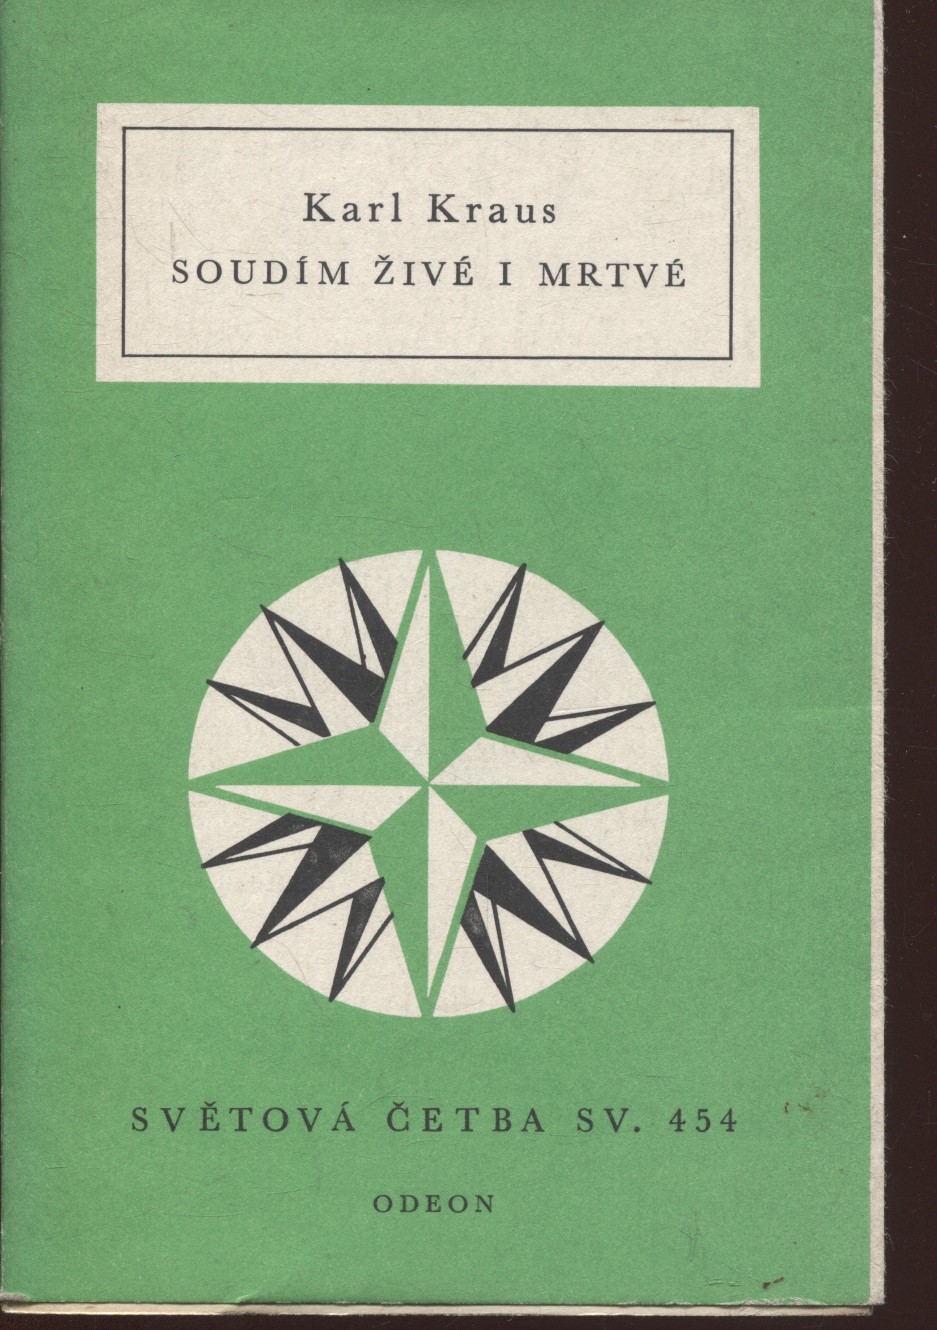 Karl Kraus
SOUDÍM ŽIVÉ I MRTVÉ
SVĚTOVÁ ČETBA SV. 454
ODEON